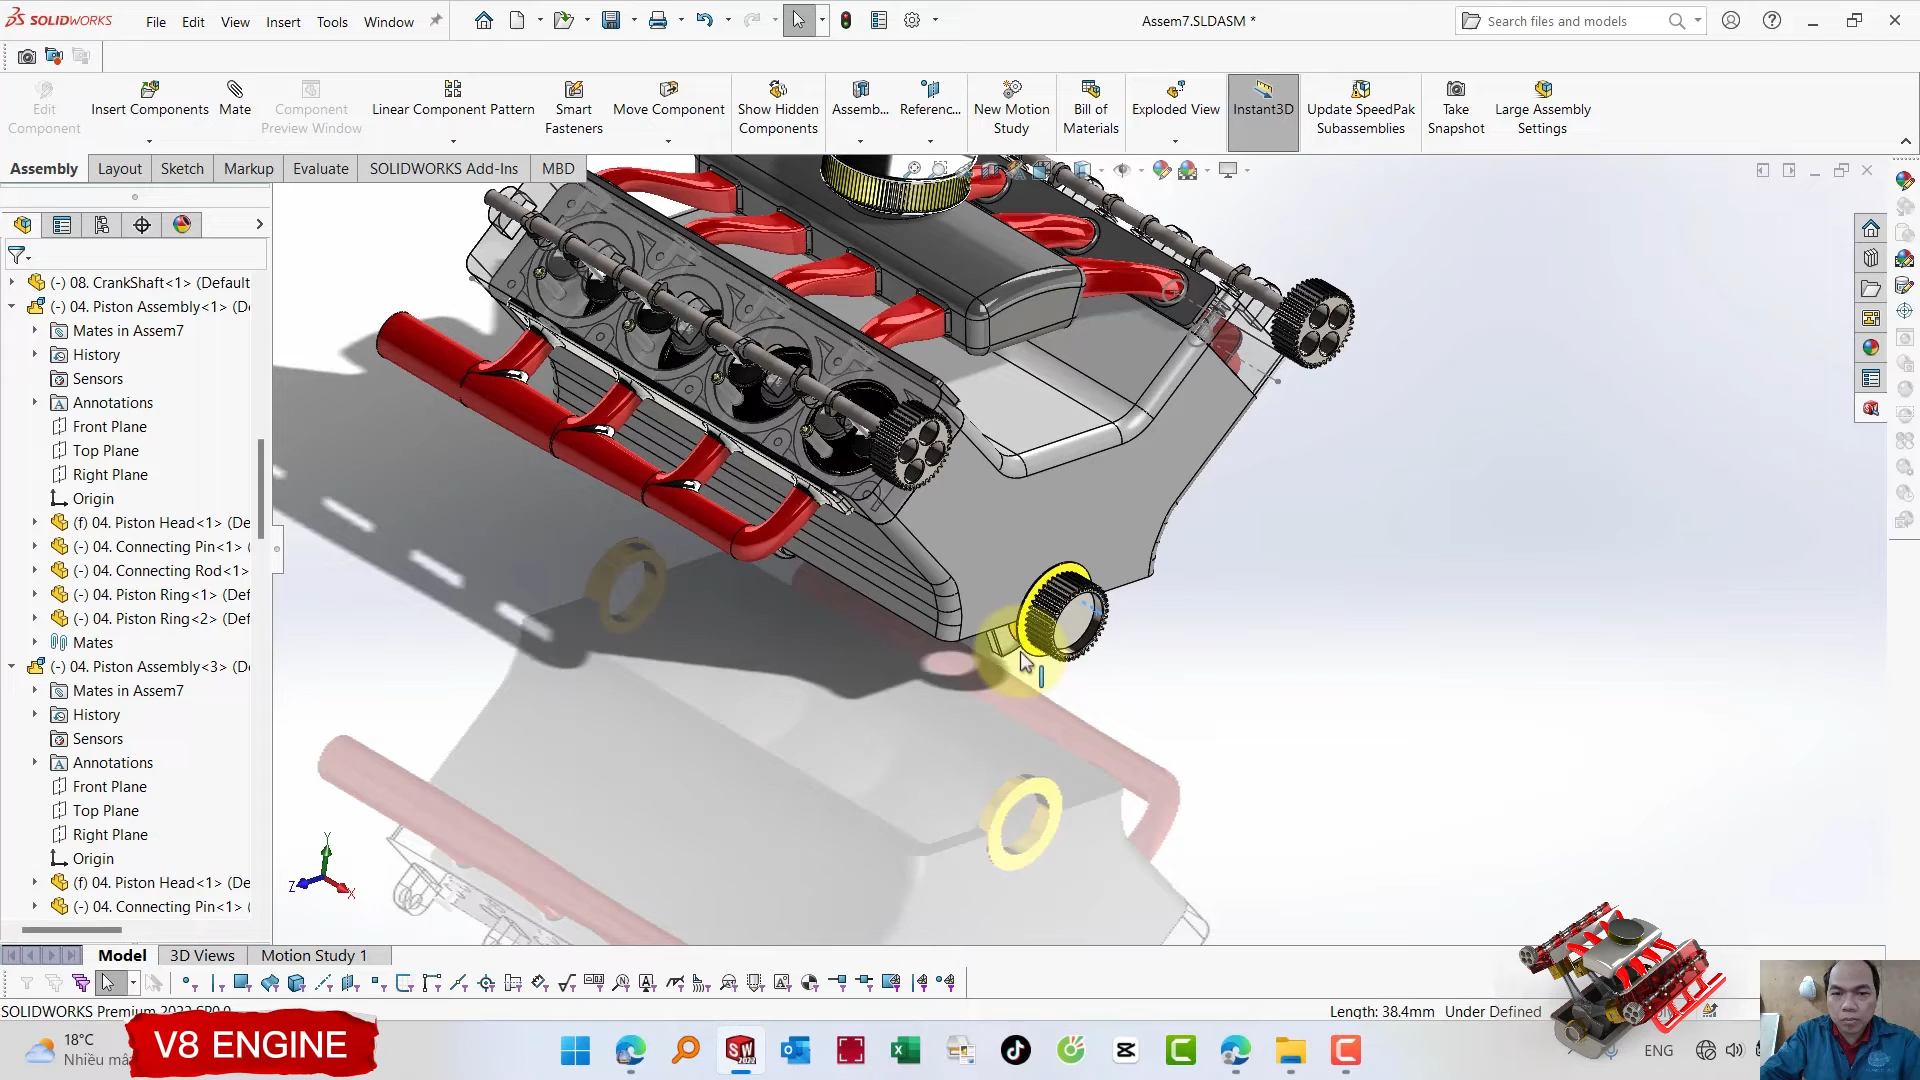 SOLIDWORKS File Edit View Insert Tools Window
Assem7.SLDASM *
Search files and models
Edit Component
Insert Components
Mate
Component Preview Window
Linear Component Pattern
Smart Fasteners
Move Component
Show Hidden Components
Assemb...
Referenc...
New Motion Study
Bill of Materials
Exploded View
Instant3D
Update SpeedPak Subassemblies
Take Snapshot
Large Assembly Settings
Assembly Layout Sketch Markup Evaluate SOLIDWORKS Add-Ins MBD
(-) 08. CrankShaft<1> (Default
(-) 04. Piston Assembly<1> (De
Mates in Assem7
History
Sensors
Annotations
Front Plane
Top Plane
Right Plane
Origin
(f) 04. Piston Head<1> (De
(-) 04. Connecting Pin<1> (
(-) 04. Connecting Rod<1>
(-) 04. Piston Ring<1> (Def
(-) 04. Piston Ring<2> (Def
Mates
(-) 04. Piston Assembly<3> (De
Mates in Assem7
History
Sensors
Annotations
Front Plane
Top Plane
Right Plane
Origin
(f) 04. Piston Head<1> (De
(-) 04. Connecting Pin<1> (
Y
Z
X
Model 3D Views Motion Study 1
SOLIDWORKS Premium 2022 SP0.0
Length: 38.4mm Under Defined
18°C
Nhiều mâ
V8 ENGINE
SW
2022
ENG